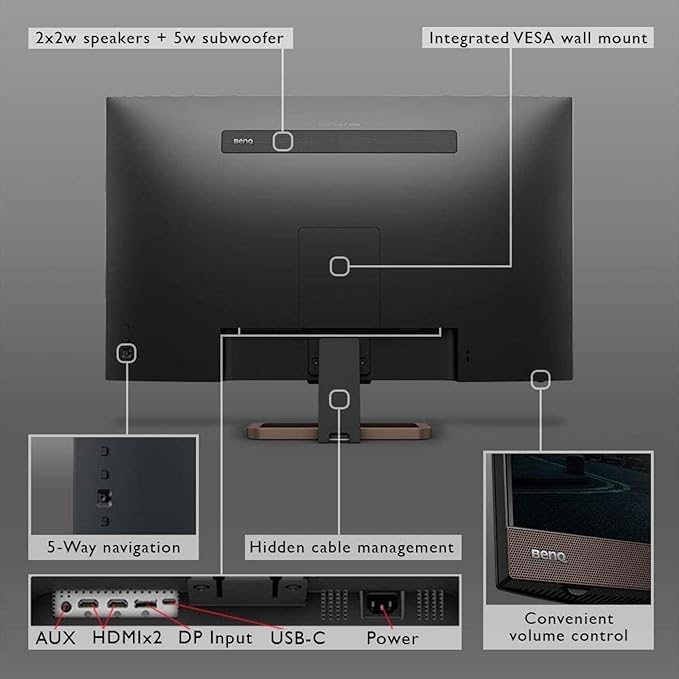 2x2w speakers + 5w subwoofer
Integrated VESA wall mount
BenQ
5-Way navigation
Hidden cable management
BenQ
Convenient
volume control
AUX
HDMIx2
DP Input
USB-C
Power